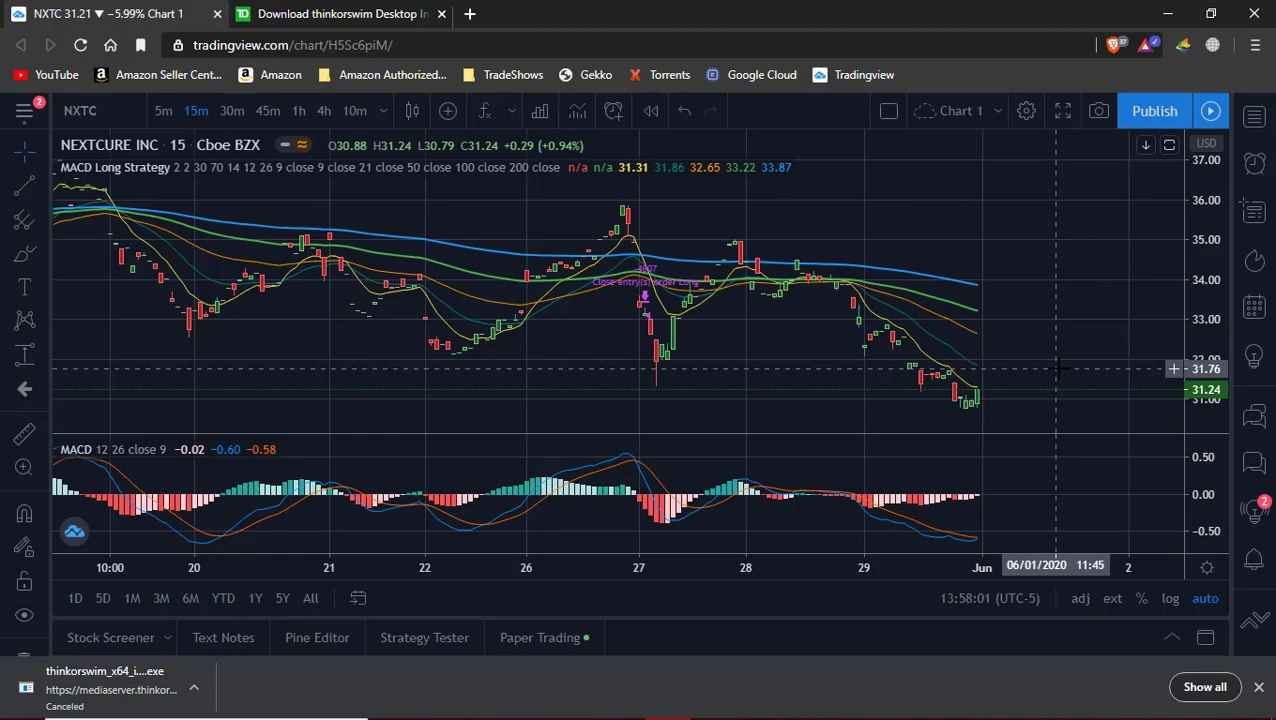 NXTC 31.21 ▼ −5.99% Chart 1
Download thinkorswim Desktop In
tradingview.com/chart/H5Sc6piM/
37
YouTube
Amazon Seller Cent...
Amazon
Amazon Authorized...
TradeShows
Gekko
Torrents
Google Cloud
Tradingview
2
NXTC
5m
15m
30m
45m
1h
4h
10m
Chart 1
Publish
NEXTCURE INC · 15 · Cboe BZX
O30.88 H31.24 L30.79 C31.24 +0.29 (+0.94%)
USD
MACD Long Strategy 2 2 30 70 14 12 26 9 close 9 close 21 close 50 close 100 close 200 close n/a n/a 31.31 31.86 32.65 33.22 33.87
37.00
36.00
35.00
34.00
33.00
22.00
31.76
31.24
31.00
-4807
Close entry(s) order Long
MACD 12 26 close 9 −0.02 −0.60 −0.58
0.50
0.00
−0.50
2
10:00
20
21
22
26
27
28
29
Jun
06/01/2020 11:45
2
1D
5D
1M
3M
6M
YTD
1Y
5Y
All
13:58:01 (UTC-5)
adj
ext
%
log
auto
Stock Screener
Text Notes
Pine Editor
Strategy Tester
Paper Trading
thinkorswim_x64_i....exe
https://mediaserver.thinkor...
Canceled
Show all